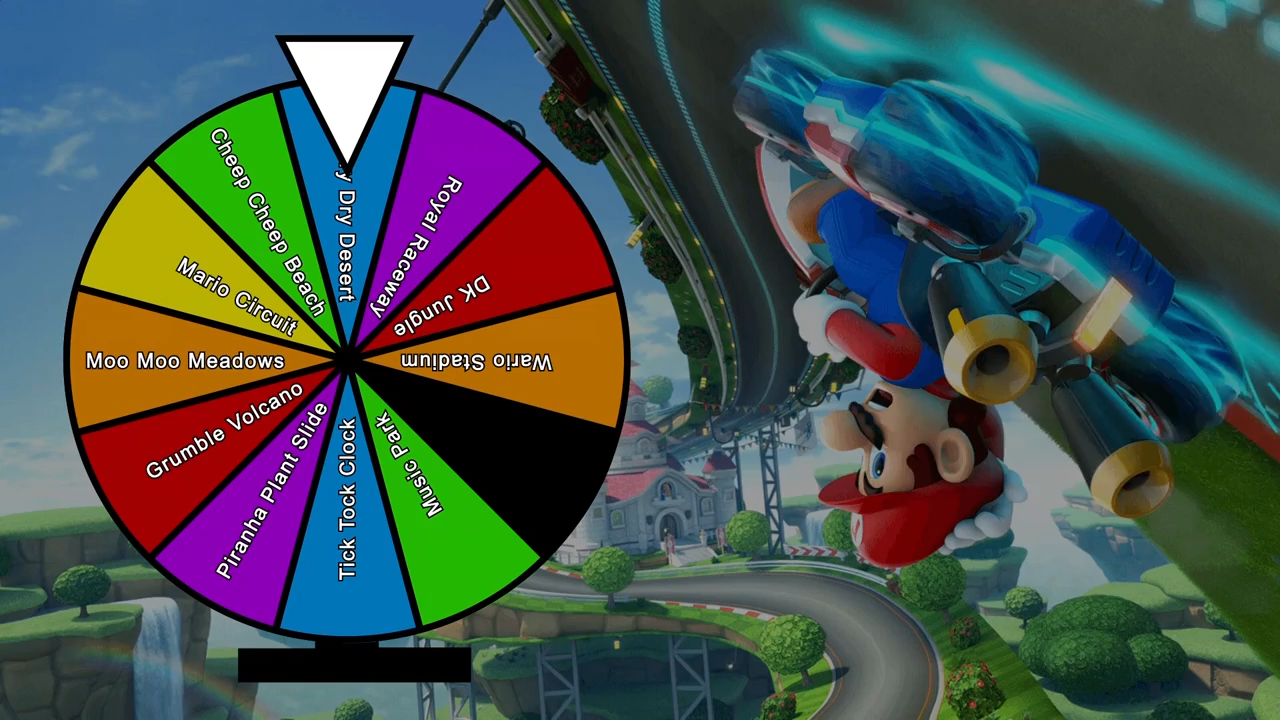 y Dry Desert
Royal Raceway
DK Jungle
Wario Stadium
Music Park
Tick Tock Clock
Piranha Plant Slide
Grumble Volcano
Moo Moo Meadows
Mario Circuit
Cheep Cheep Beach